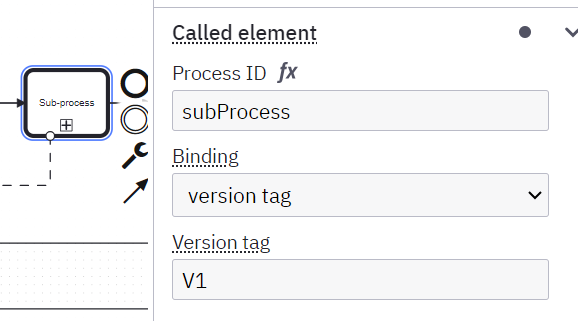 Called element
Sub-process
Process ID fx
subProcess
Binding
version tag
Version tag
V1